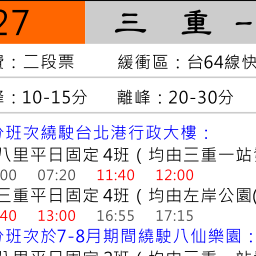 27 三重一
：二段票 緩衝區：台64線快
：10-15分 離峰：20-30分
班次繞駛台北港行政大樓：
八里平日固定4班（均由三重一站
00 07:20 11:40 12:00
三重平日固定4班（均由左岸公園(
40 13:00 16:55 17:15
分班次於7-8月期間繞駛八仙樂園：